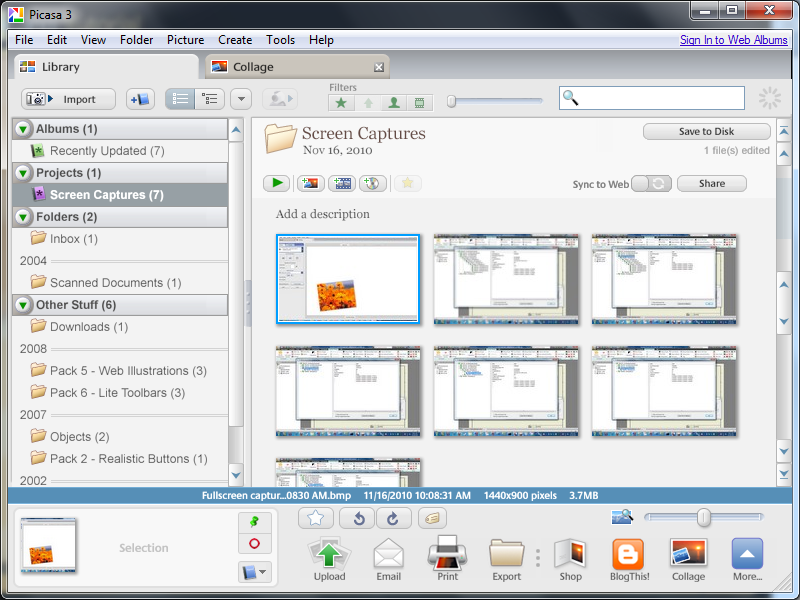 Picasa 3
File Edit View Folder Picture Create Tools Help
Sign In to Web Albums
Library
Collage
Import
Filters
Albums (1)
Recently Updated (7)
Projects (1)
Screen Captures (7)
Folders (2)
Inbox (1)
2004
Scanned Documents (1)
Other Stuff (6)
Downloads (1)
2008
Pack 5 - Web Illustrations (3)
Pack 6 - Lite Toolbars (3)
2007
Objects (2)
Pack 2 - Realistic Buttons (1)
2002
Screen Captures
Nov 16, 2010
Save to Disk
1 file(s) edited
Sync to Web
Share
Add a description
Fullscreen captur...0830 AM.bmp 11/16/2010 10:08:31 AM 1440x900 pixels 3.7MB
Selection
Upload
Email
Print
Export
Shop
BlogThis!
Collage
More...